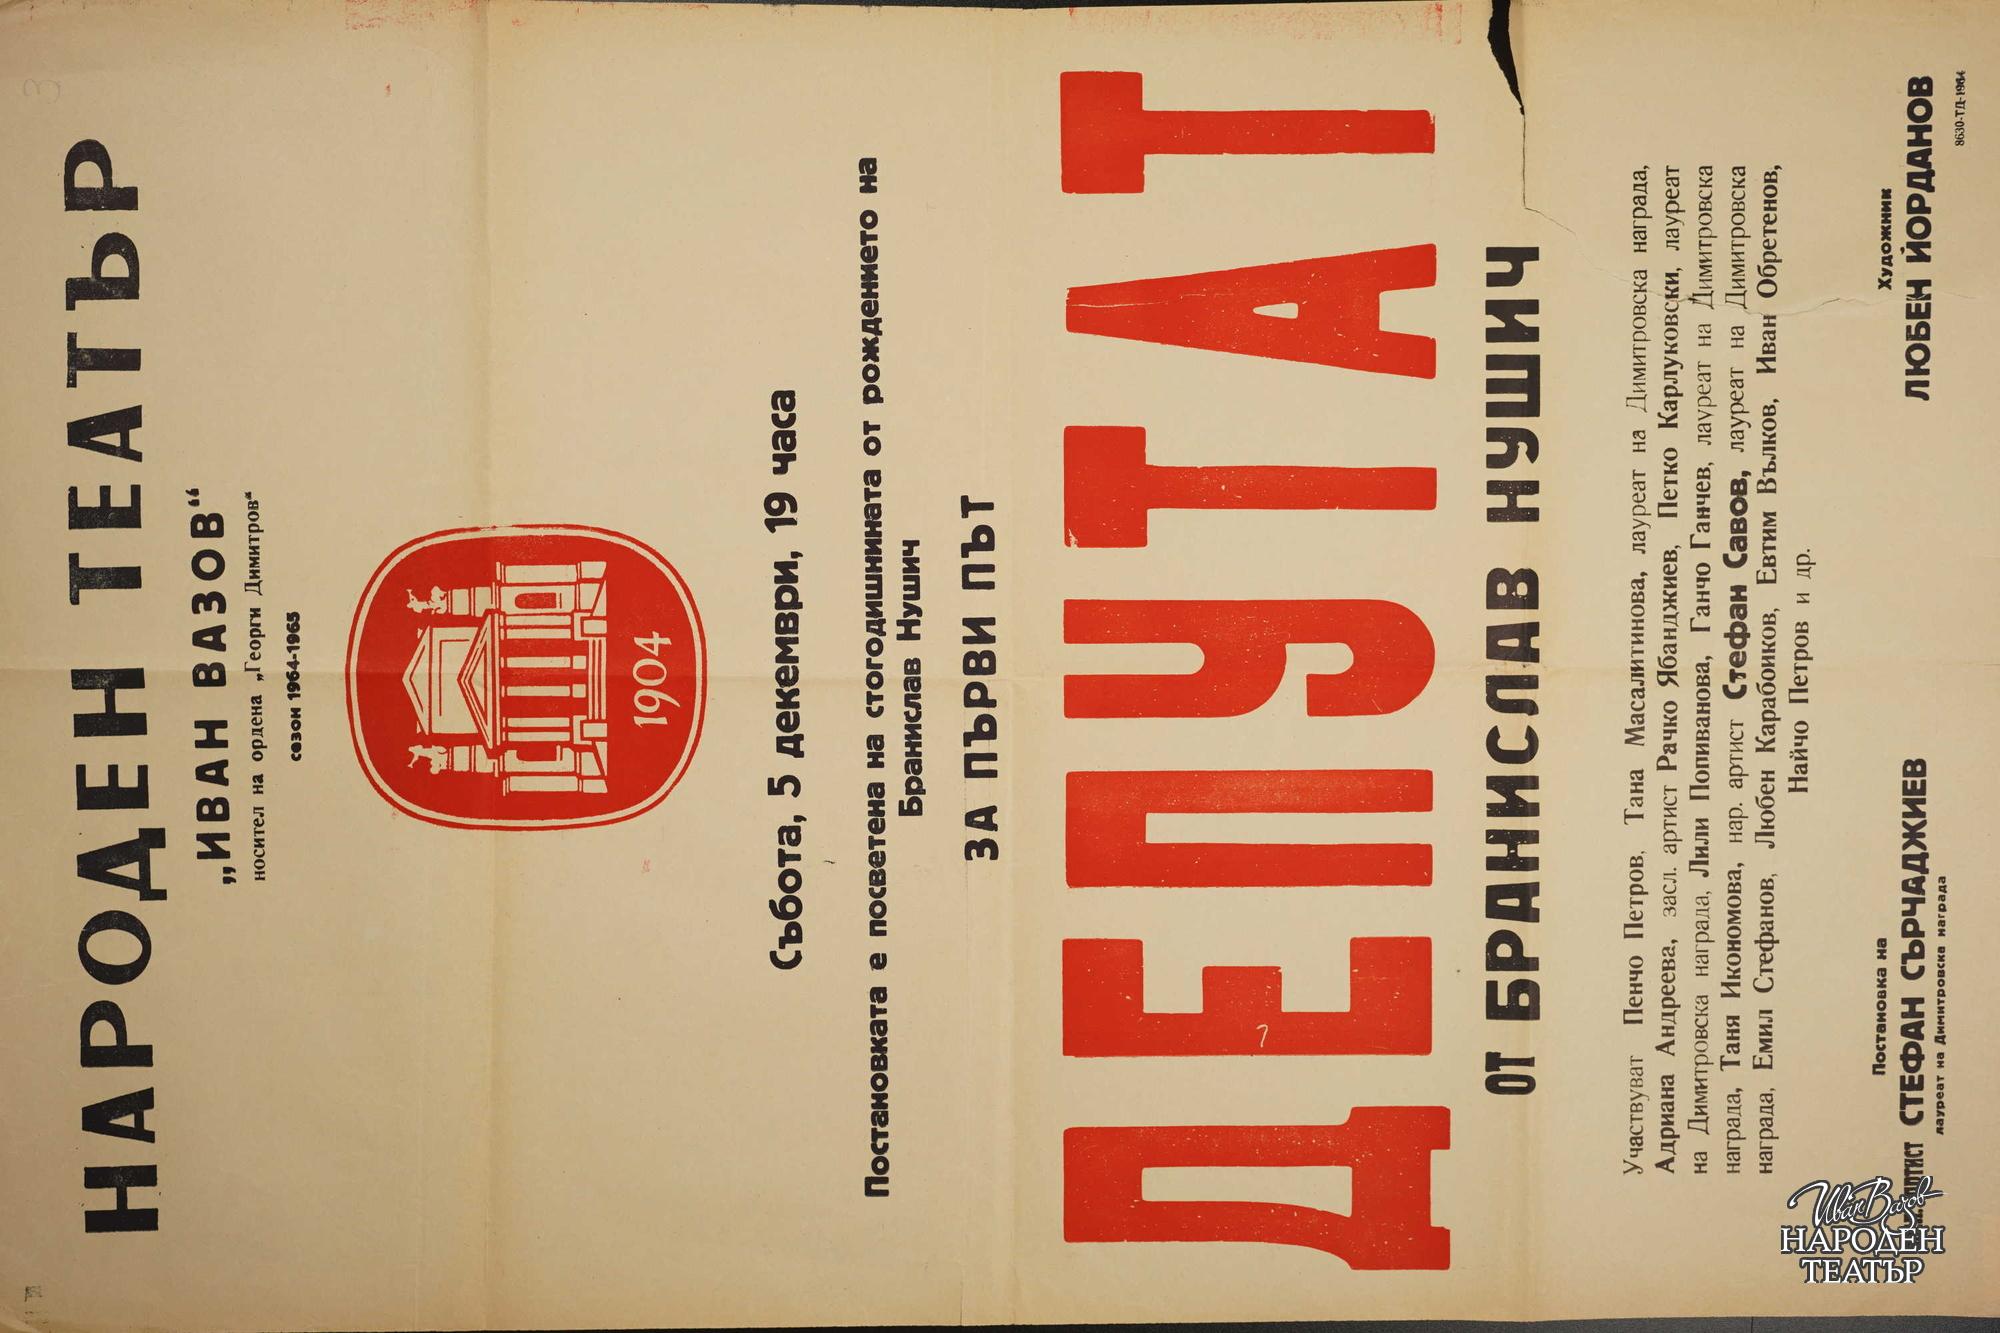 НАРОДЕН ТЕАТЪР
„ИВАН ВАЗОВ“
носител на ордена „Георги Димитров“
сезон 1964-1965
1904
Събота, 5 декември, 19 часа
Постановката е посветена на стогодишнината от рождението на
Бранислав Нушич
ЗА ПЪРВИ ПЪТ
ДЕПУТАТ
ОТ БРАНИСЛАВ НУШИЧ
Участвуват Пенчо Петров, Тана Масалитинова, лауреат на Димитровска награда,
Адриана Андреева, засл. артист Рачко Ябанджиев, Петко Карлуковски, лауреат
на Димитровска награда, Лили Попиванова, Ганчо Ганчев, лауреат на Димитровска
награда, Таня Икономова, нар. артист Стефан Савов, лауреат на Димитровска
награда, Емил Стефанов, Любен Карабоиков, Евтим Вълков, Иван Обретенов,
Найчо Петров и др.
Постановка на
АРТИСТ СТЕФАН СЪРЧАДЖИЕВ
лауреат на Димитровска награда
Художник
ЛЮБЕН ЙОРДАНОВ
8630-ТД-1964
Иван Вазов
НАРОДЕН
ТЕАТЪР